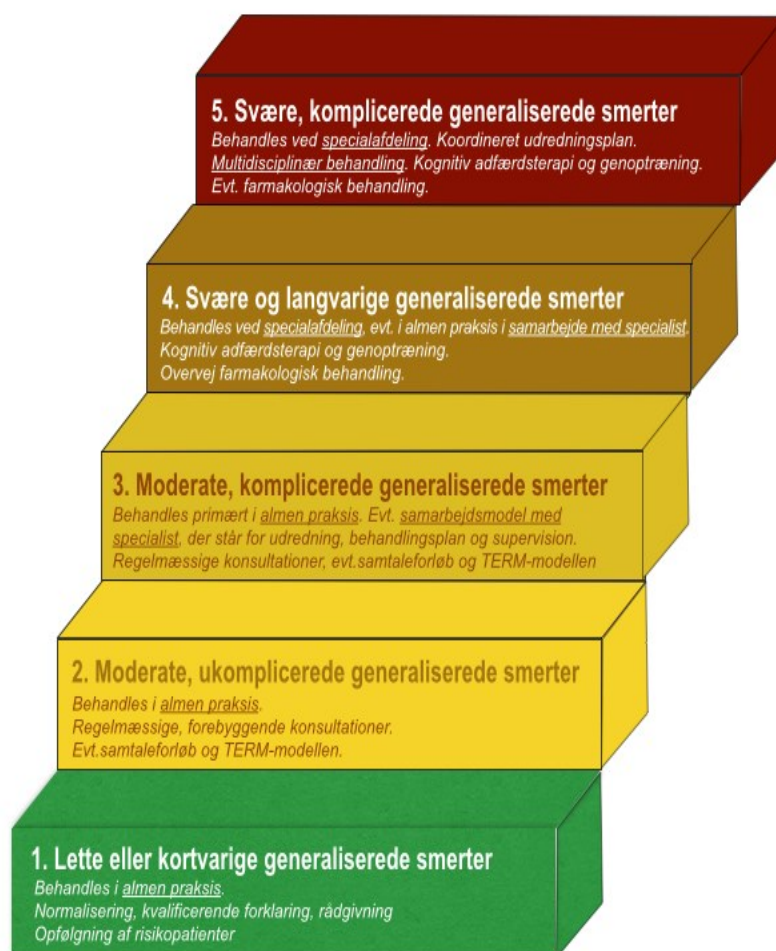 5. Svære, komplicerede generaliserede smerter
Behandles ved specialafdeling. Koordineret udredningsplan.
Multidisciplinær behandling. Kognitiv adfærdsterapi og genoptræning.
Evt. farmakologisk behandling.
4. Svære og langvarige generaliserede smerter
Behandles ved specialafdeling, evt. i almen praksis i samarbejde med specialist.
Kognitiv adfærdsterapi og genoptræning.
Overvej farmakologisk behandling.
3. Moderate, komplicerede generaliserede smerter
Behandles primært i almen praksis. Evt. samarbejdsmodel med
specialist, der står for udredning, behandlingsplan og supervision.
Regelmæssige konsultationer, evt.samtaleforløb og TERM-modellen
2. Moderate, ukomplicerede generaliserede smerter
Behandles i almen praksis.
Regelmæssige, forebyggende konsultationer.
Evt.samtaleforløb og TERM-modellen.
1. Lette eller kortvarige generaliserede smerter
Behandles i almen praksis.
Normalisering, kvalificerende forklaring, rådgivning
Opfølgning af risikopatienter